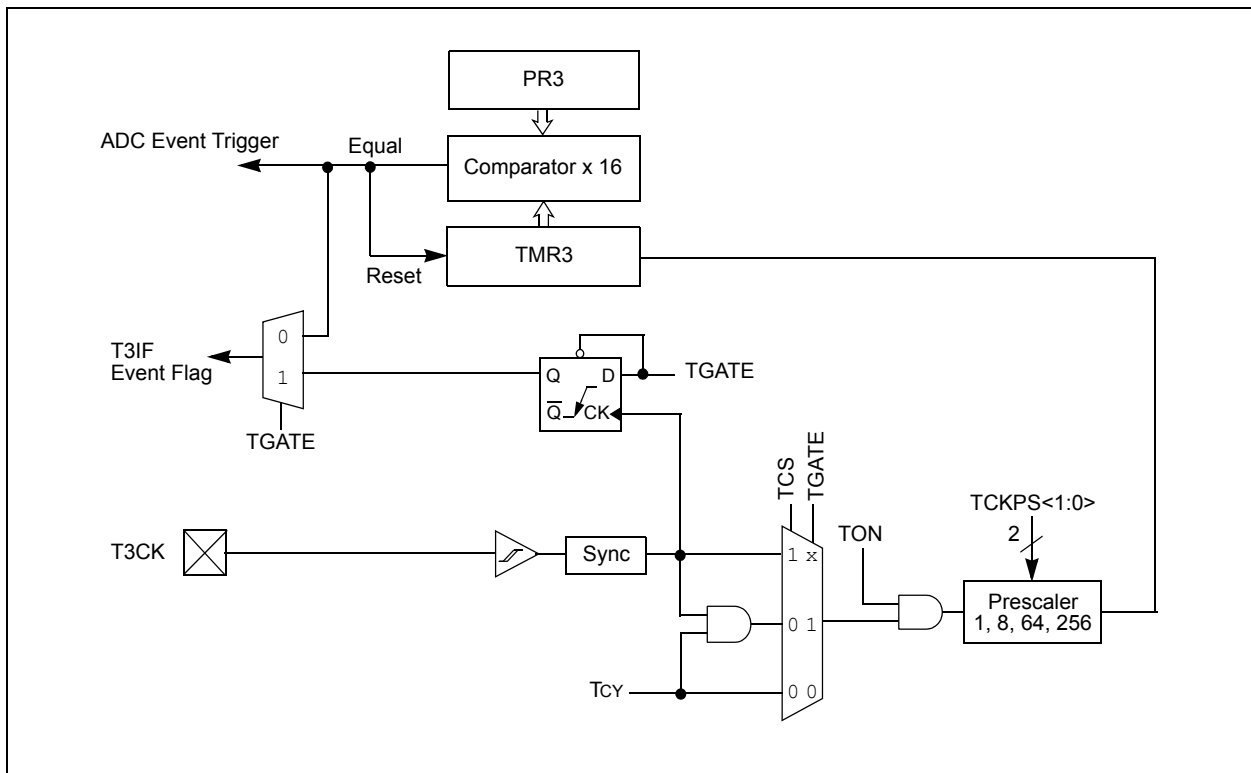 PR3
ADC Event Trigger
Equal
Comparator x 16
TMR3
Reset
0
T3IF
Event Flag
1
TGATE
Q D
Q̅ CK
TGATE
TCS
TGATE
TCKPS<1:0>
2
T3CK
Sync
1 x
TON
Prescaler
1, 8, 64, 256
0 1
TCY
0 0